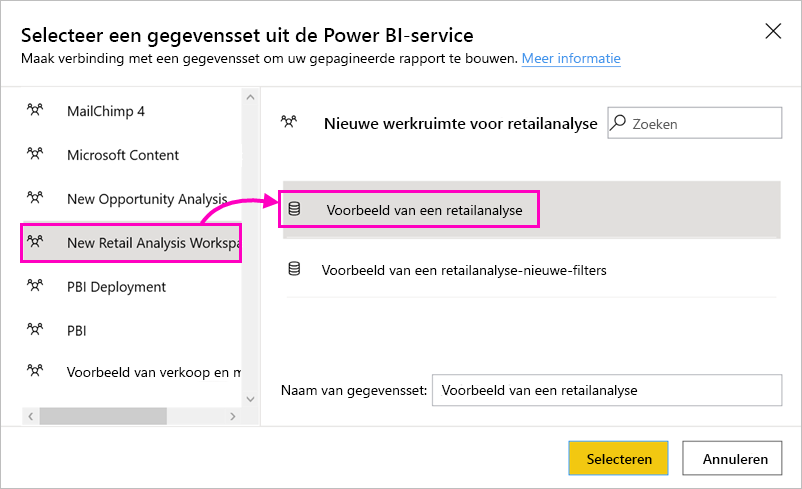 Selecteer een gegevensset uit de Power BI-service
Maak verbinding met een gegevensset om uw gepagineerde rapport te bouwen. Meer informatie
MailChimp 4
Microsoft Content
New Opportunity Analysis
New Retail Analysis Workspa
PBI Deployment
PBI
Voorbeeld van verkoop en m
Nieuwe werkruimte voor retailanalyse
Zoeken
Voorbeeld van een retailanalyse
Voorbeeld van een retailanalyse-nieuwe-filters
Naam van gegevensset: Voorbeeld van een retailanalyse
Selecteren
Annuleren